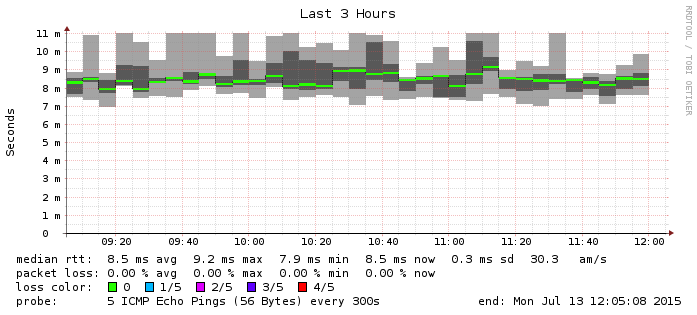 Last 3 Hours
RRDTOOL / TOBI OETIKER
Seconds
11 m
10 m
9 m
8 m
7 m
6 m
5 m
4 m
3 m
2 m
1 m
0
09:20 09:40 10:00 10:20 10:40 11:00 11:20 11:40 12:00
median rtt: 8.5 ms avg 9.2 ms max 7.9 ms min 8.5 ms now 0.3 ms sd 30.3 am/s
packet loss: 0.00 % avg 0.00 % max 0.00 % min 0.00 % now
loss color: 0 1/5 2/5 3/5 4/5
probe: 5 ICMP Echo Pings (56 Bytes) every 300s end: Mon Jul 13 12:05:08 2015